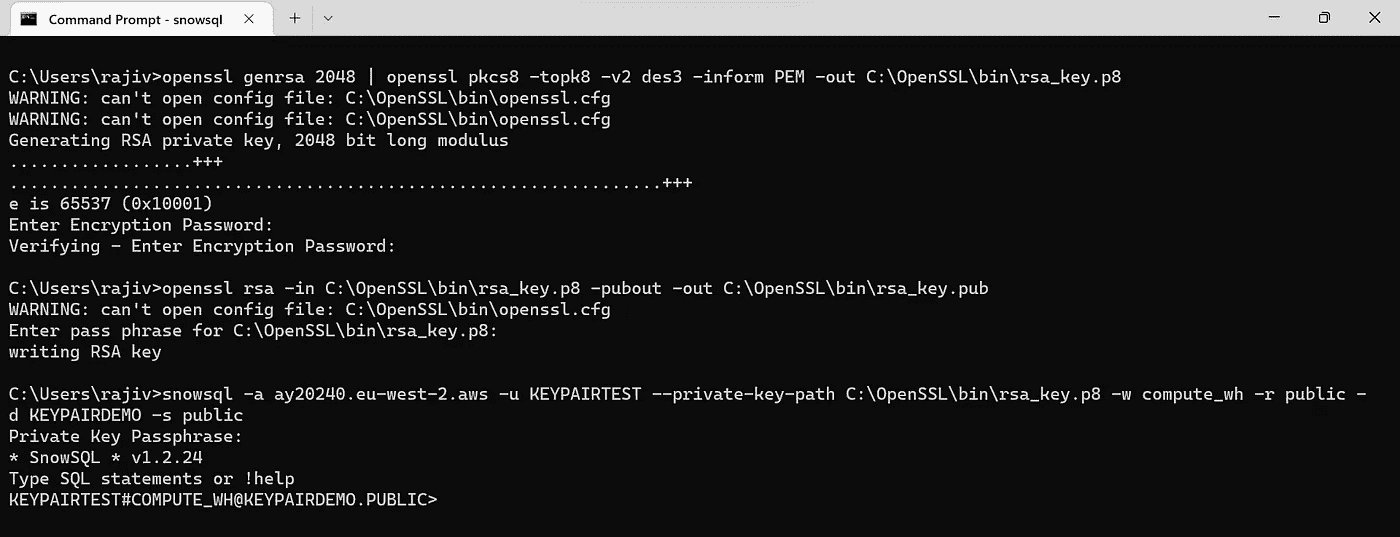 Command Prompt - snowsql
C:\Users\rajiv>openssl genrsa 2048 | openssl pkcs8 -topk8 -v2 des3 -inform PEM -out C:\OpenSSL\bin\rsa_key.p8
WARNING: can't open config file: C:\OpenSSL\bin\openssl.cfg
WARNING: can't open config file: C:\OpenSSL\bin\openssl.cfg
Generating RSA private key, 2048 bit long modulus
..................+++
................................................................+++
e is 65537 (0x10001)
Enter Encryption Password:
Verifying - Enter Encryption Password:
C:\Users\rajiv>openssl rsa -in C:\OpenSSL\bin\rsa_key.p8 -pubout -out C:\OpenSSL\bin\rsa_key.pub
WARNING: can't open config file: C:\OpenSSL\bin\openssl.cfg
Enter pass phrase for C:\OpenSSL\bin\rsa_key.p8:
writing RSA key
C:\Users\rajiv>snowsql -a ay20240.eu-west-2.aws -u KEYPAIRTEST --private-key-path C:\OpenSSL\bin\rsa_key.p8 -w compute_wh -r public -
d KEYPAIRDEMO -s public
Private Key Passphrase:
* SnowSQL * v1.2.24
Type SQL statements or !help
KEYPAIRTEST#COMPUTE_WH@KEYPAIRDEMO.PUBLIC>